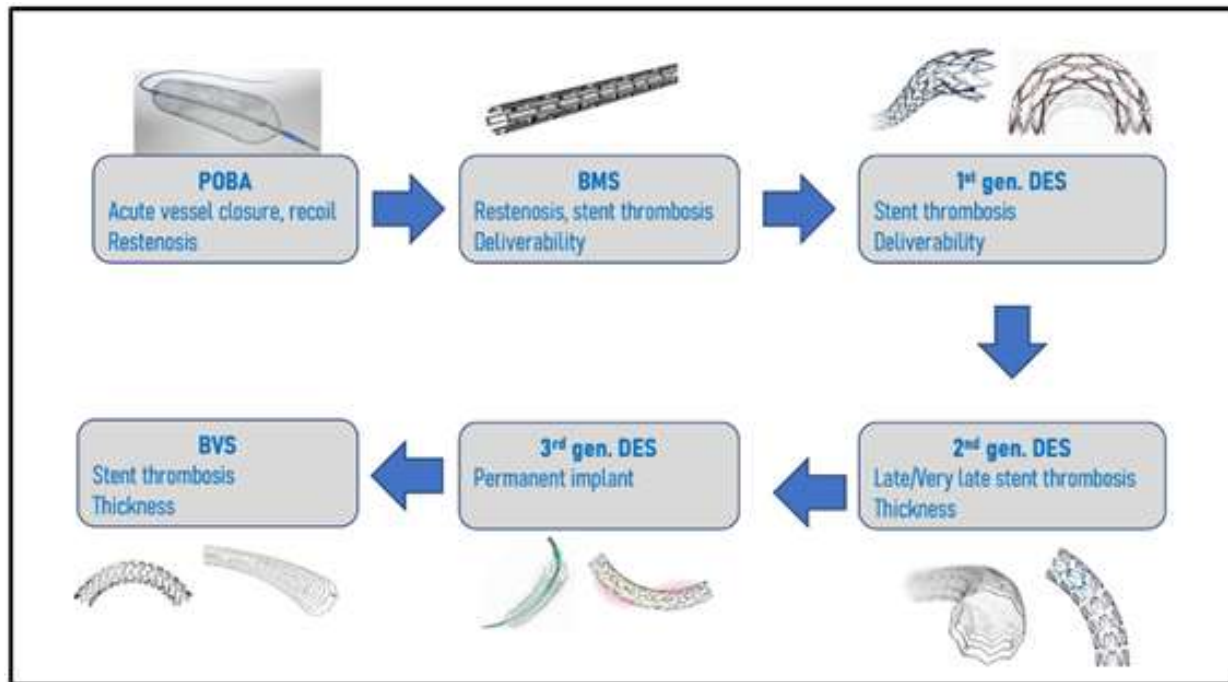 POBA
Acute vessel closure, recoil
Restenosis
BMS
Restenosis, stent thrombosis
Deliverability
1st gen. DES
Stent thrombosis
Deliverability
2nd gen. DES
Late/Very late stent thrombosis
Thickness
3rd gen. DES
Permanent implant
BVS
Stent thrombosis
Thickness